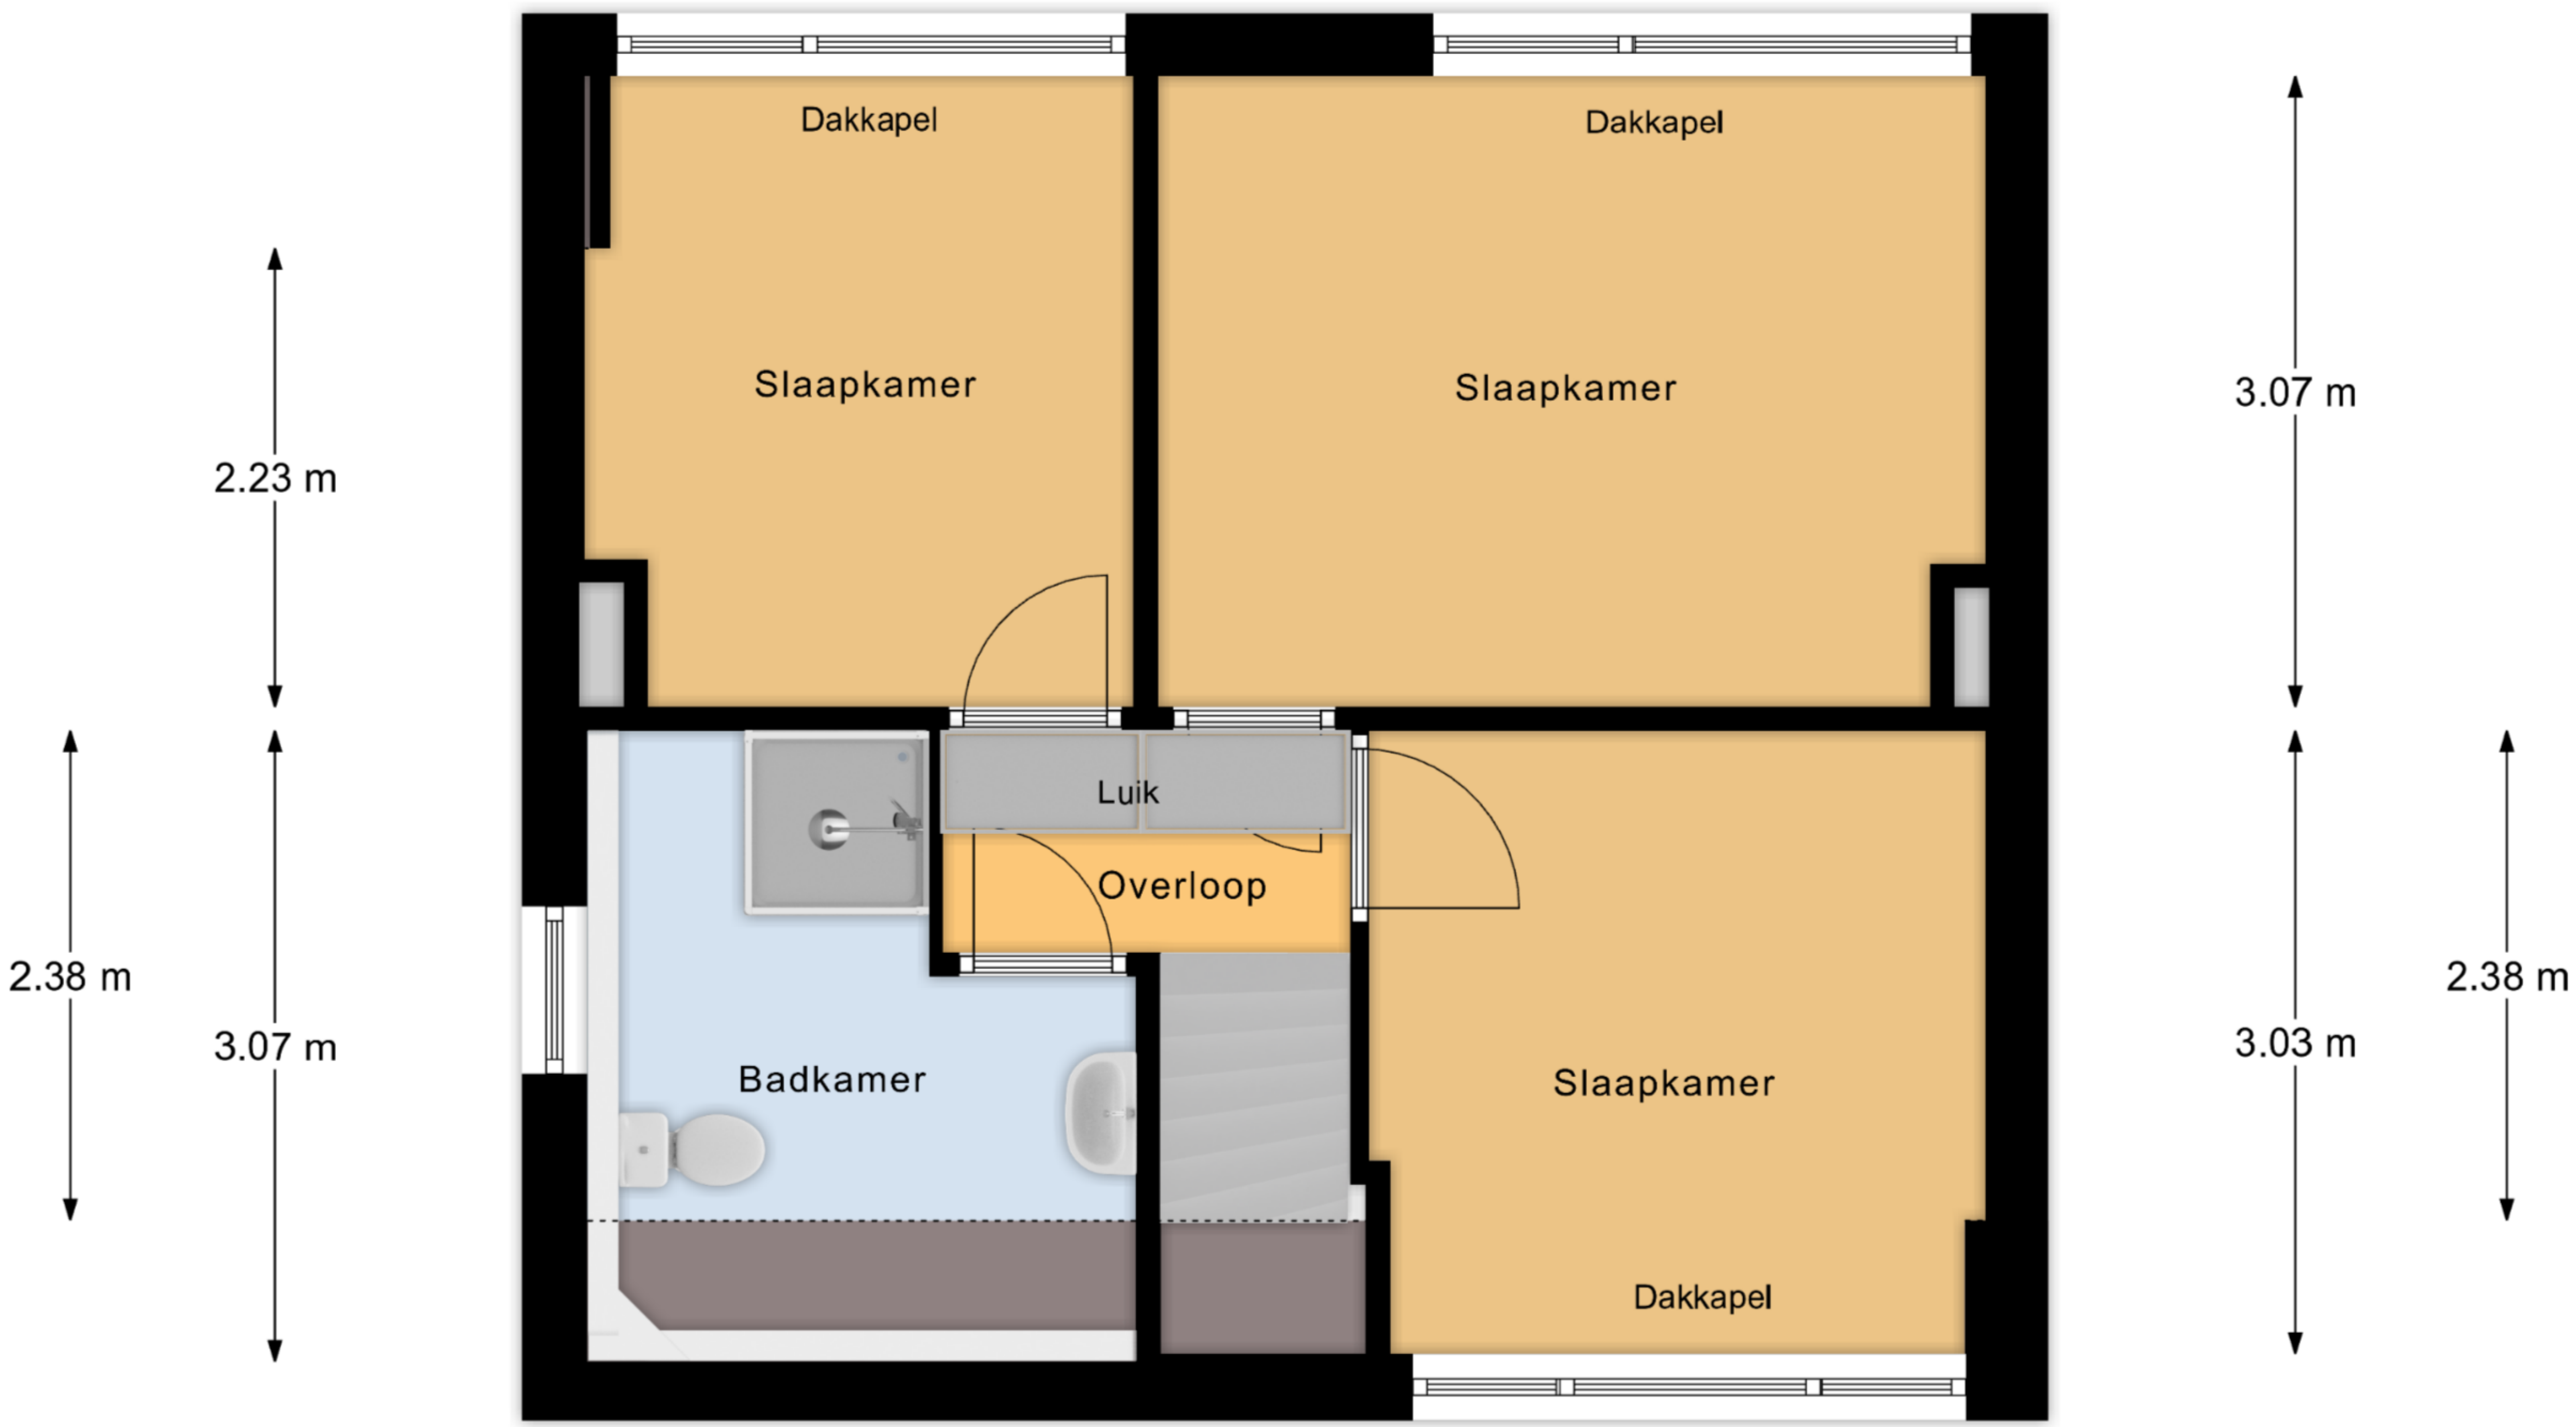 Dakkapel
Dakkapel
Slaapkamer
Slaapkamer
3.07 m
2.23 m
Luik
Overloop
2.38 m
2.38 m
3.07 m
3.03 m
Badkamer
Slaapkamer
Dakkapel